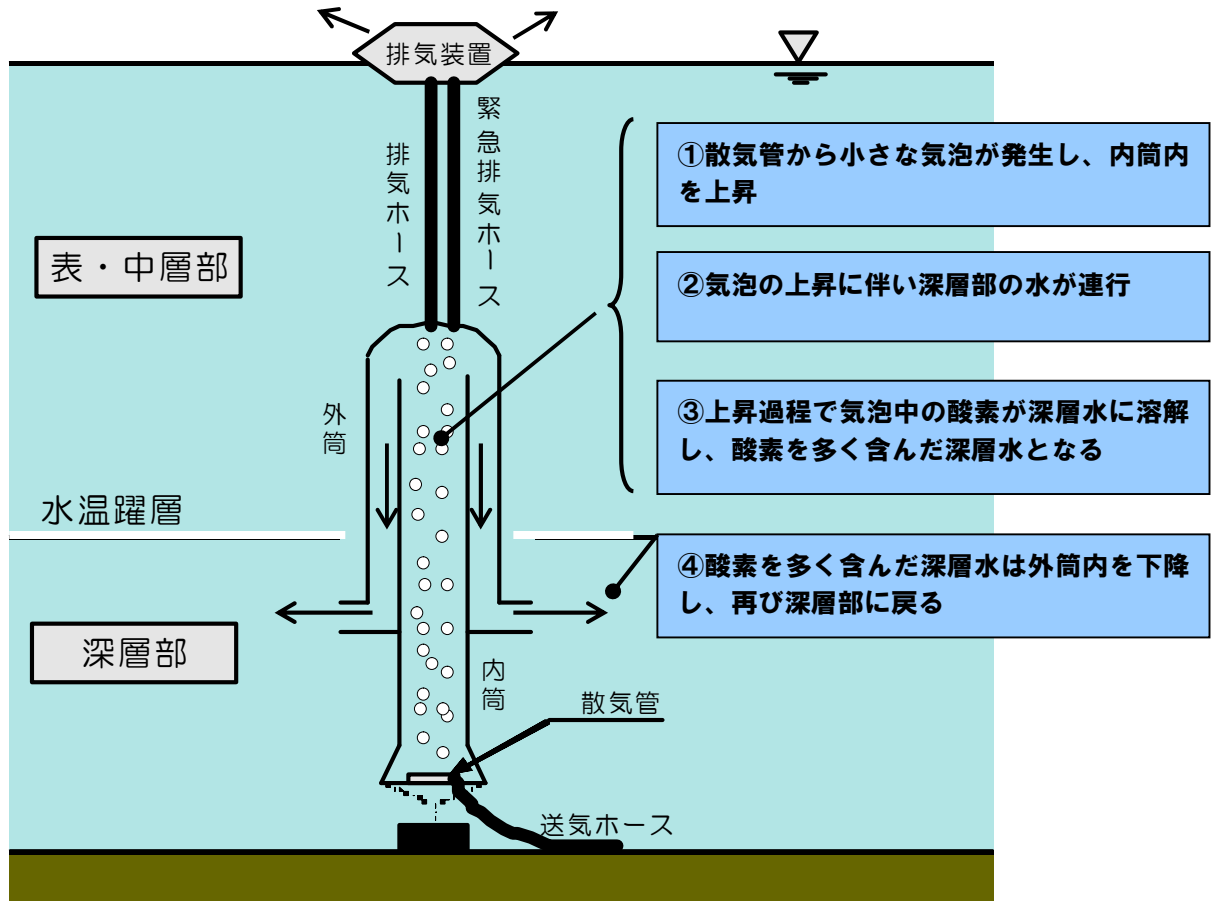 排気装置
排気ホース
緊急排気ホース
①散気管から小さな気泡が発生し、内筒内
を上昇
表・中層部
②気泡の上昇に伴い深層部の水が連行
③上昇過程で気泡中の酸素が深層水に溶解
し、酸素を多く含んだ深層水となる
外筒
水温躍層
④酸素を多く含んだ深層水は外筒内を下降
し、再び深層部に戻る
深層部
内筒
散気管
送気ホース